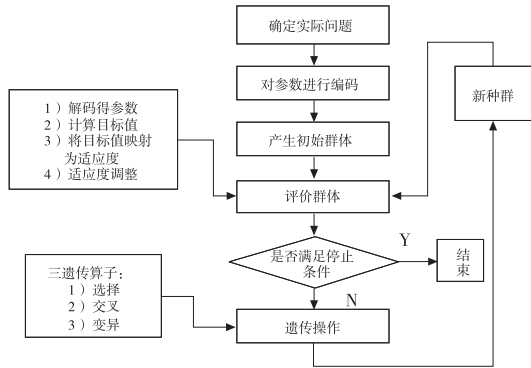 确定实际问题
对参数进行编码
产生初始群体
评价群体
是否满足停止
条件
Y
结
束
N
遗传操作
新种群
1）解码得参数
2）计算目标值
3）将目标值映射
为适应度
4）适应度调整
三遗传算子：
1）选择
2）交叉
3）变异